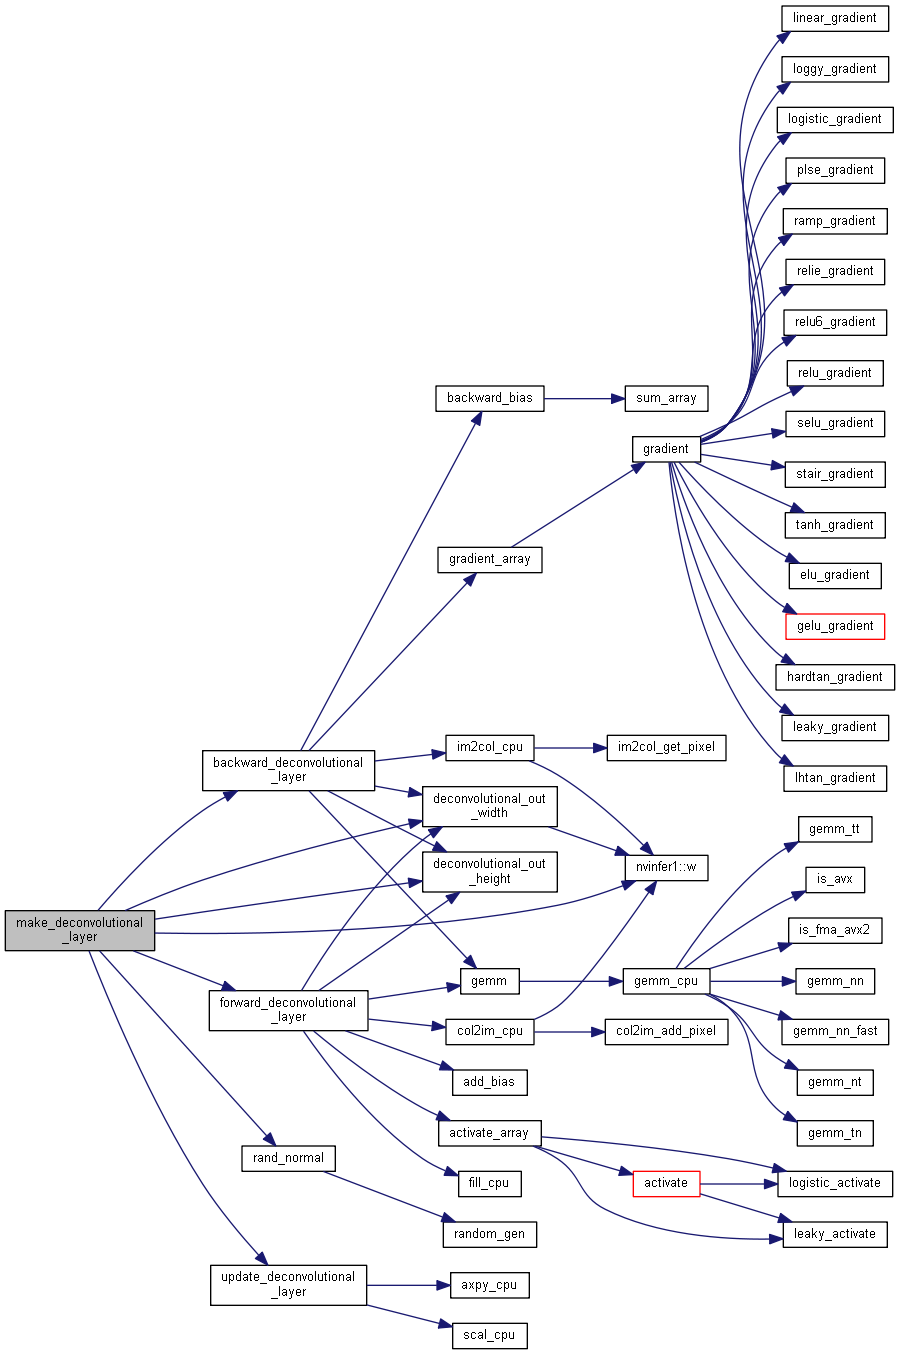 linear_gradient
loggy_gradient
logistic_gradient
plse_gradient
ramp_gradient
relie_gradient
relu6_gradient
relu_gradient
backward_bias
sum_array
selu_gradient
gradient
stair_gradient
tanh_gradient
gradient_array
elu_gradient
gelu_gradient
hardtan_gradient
leaky_gradient
im2col_cpu
im2col_get_pixel
backward_deconvolutional
_layer
lhtan_gradient
deconvolutional_out
_width
gemm_tt
deconvolutional_out
_height
nvinfer1::w
is_avx
make_deconvolutional
_layer
is_fma_avx2
gemm
gemm_cpu
gemm_nn
forward_deconvolutional
_layer
col2im_cpu
col2im_add_pixel
gemm_nn_fast
add_bias
gemm_nt
activate_array
gemm_tn
rand_normal
fill_cpu
activate
logistic_activate
random_gen
leaky_activate
update_deconvolutional
_layer
axpy_cpu
scal_cpu